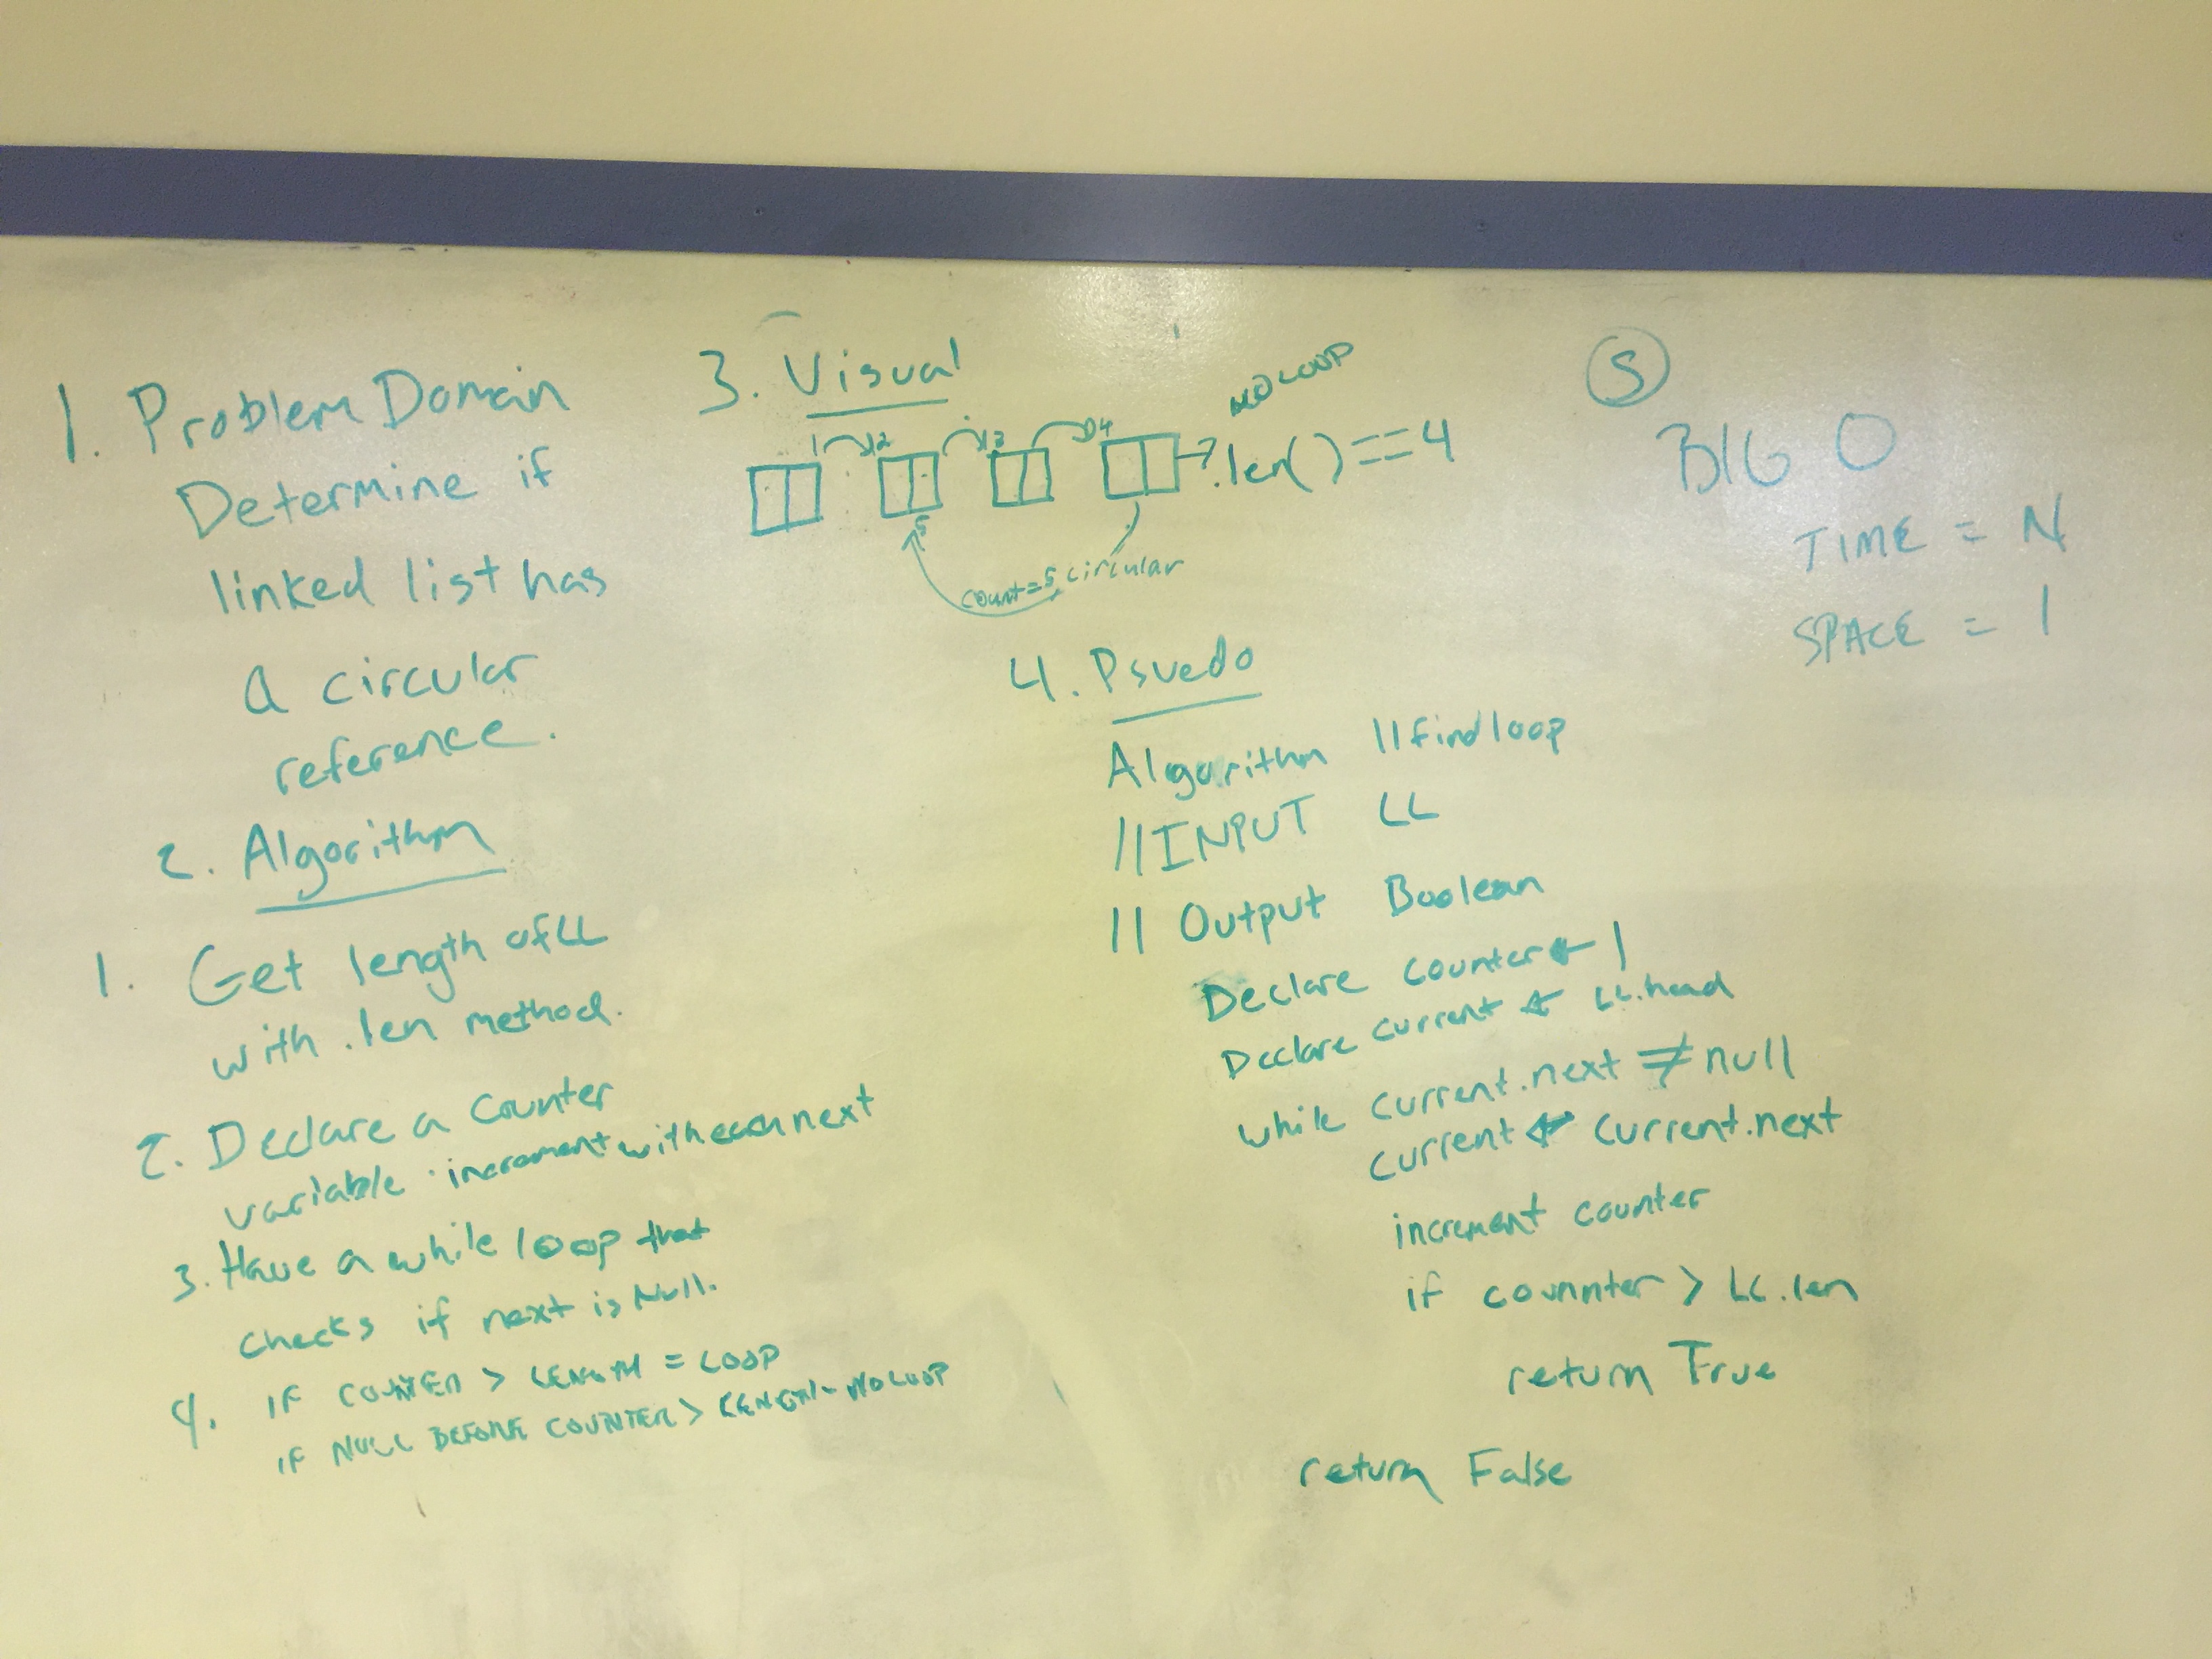 1. Problem Domain
Determine if
linked list has
a circular
reference.
2. Algorithm
1. Get length of LL
with .len method.
2. Declare a Counter
variable. increment with each next
3. Have a while loop that
checks if next is Null.
4. IF COUNTER > LENGTH = LOOP
IF NULL BEFORE COUNTER > LENGTH - NO LOOP
3. Visual
NO LOOP
1 2 3 4
.len() == 4
5
count=5 circular
4. Psuedo
Algorithm // find loop
// INPUT LL
// Output Boolean
Declare counter ← 1
Declare current ← LL.head
while current.next ≠ null
current ← current.next
increment counter
if counnter > LL.len
return True
return False
5
BIG O
TIME = N
SPACE = 1